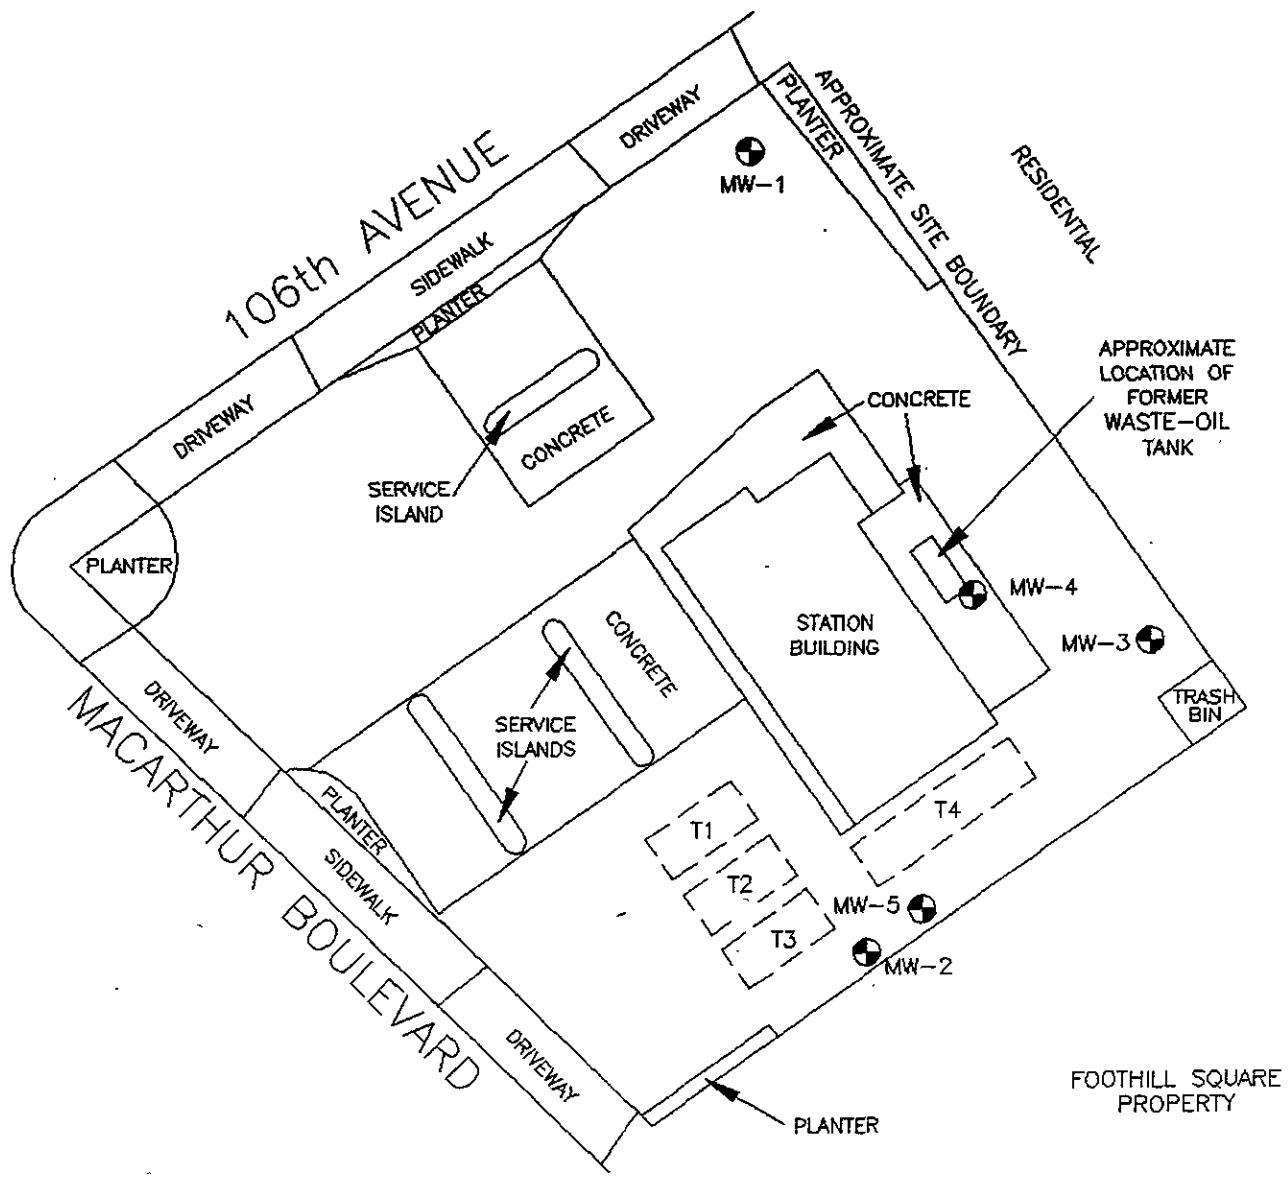 DRIVEWAY
PLANTER
APPROXIMATE SITE BOUNDARY
MW-1
RESIDENTIAL
106th AVENUE
SIDEWALK
PLANTER
APPROXIMATE
LOCATION OF
FORMER
WASTE-OIL
TANK
CONCRETE
DRIVEWAY
CONCRETE
SERVICE
ISLAND
PLANTER
MW-4
STATION
BUILDING
MW-3
CONCRETE
TRASH
BIN
DRIVEWAY
SERVICE
ISLANDS
MACARTHUR BOULEVARD
PLANTER
SIDEWALK
T1
T4
T2
T3
MW-5
MW-2
DRIVEWAY
FOOTHILL SQUARE
PROPERTY
PLANTER